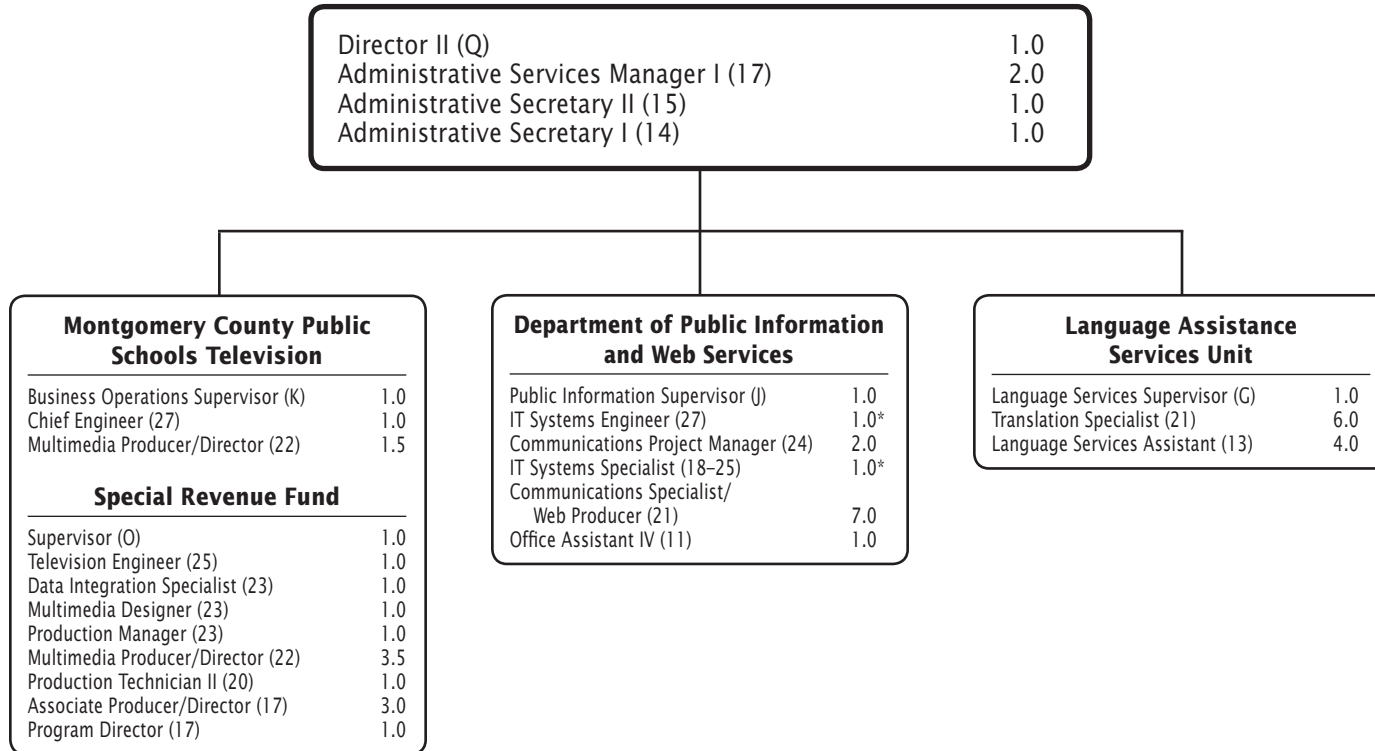 Director II (Q) 1.0
Administrative Services Manager I (17) 2.0
Administrative Secretary II (15) 1.0
Administrative Secretary I (14) 1.0
Montgomery County Public
Schools Television
Business Operations Supervisor (K) 1.0
Chief Engineer (27) 1.0
Multimedia Producer/Director (22) 1.5
Special Revenue Fund
Supervisor (O) 1.0
Television Engineer (25) 1.0
Data Integration Specialist (23) 1.0
Multimedia Designer (23) 1.0
Production Manager (23) 1.0
Multimedia Producer/Director (22) 3.5
Production Technician II (20) 1.0
Associate Producer/Director (17) 3.0
Program Director (17) 1.0
Department of Public Information
and Web Services
Public Information Supervisor (J) 1.0
IT Systems Engineer (27) 1.0*
Communications Project Manager (24) 2.0
IT Systems Specialist (18–25) 1.0*
Communications Specialist/
Web Producer (21) 7.0
Office Assistant IV (11) 1.0
Language Assistance
Services Unit
Language Services Supervisor (G) 1.0
Translation Specialist (21) 6.0
Language Services Assistant (13) 4.0